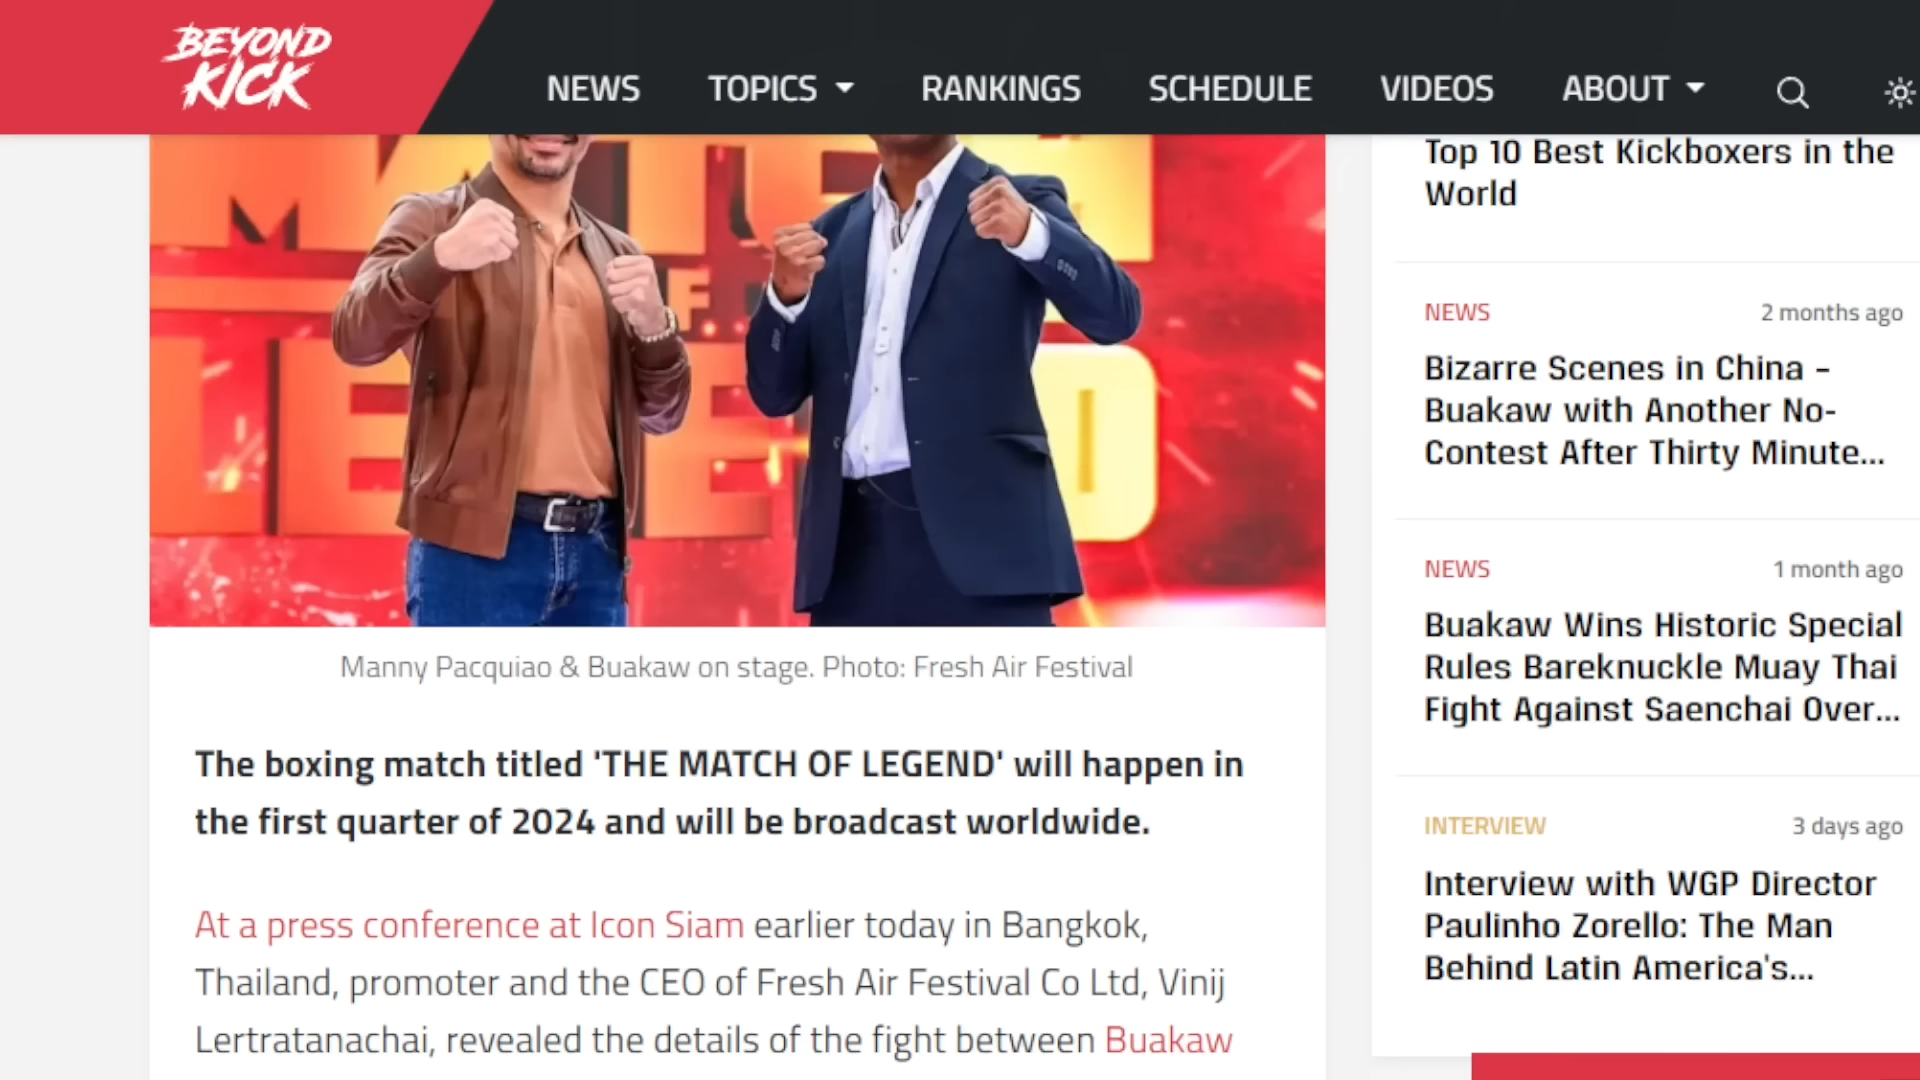 BEYOND
KICK
NEWS
TOPICS
RANKINGS
SCHEDULE
VIDEOS
ABOUT
Manny Pacquiao & Buakaw on stage. Photo: Fresh Air Festival
The boxing match titled 'THE MATCH OF LEGEND' will happen in
the first quarter of 2024 and will be broadcast worldwide.
At a press conference at Icon Siam earlier today in Bangkok,
Thailand, promoter and the CEO of Fresh Air Festival Co Ltd, Vinij
Lertratanachai, revealed the details of the fight between Buakaw
Top 10 Best Kickboxers in the
World
NEWS
2 months ago
Bizarre Scenes in China –
Buakaw with Another No-
Contest After Thirty Minute...
NEWS
1 month ago
Buakaw Wins Historic Special
Rules Bareknuckle Muay Thai
Fight Against Saenchai Over...
INTERVIEW
3 days ago
Interview with WGP Director
Paulinho Zorello: The Man
Behind Latin America's...